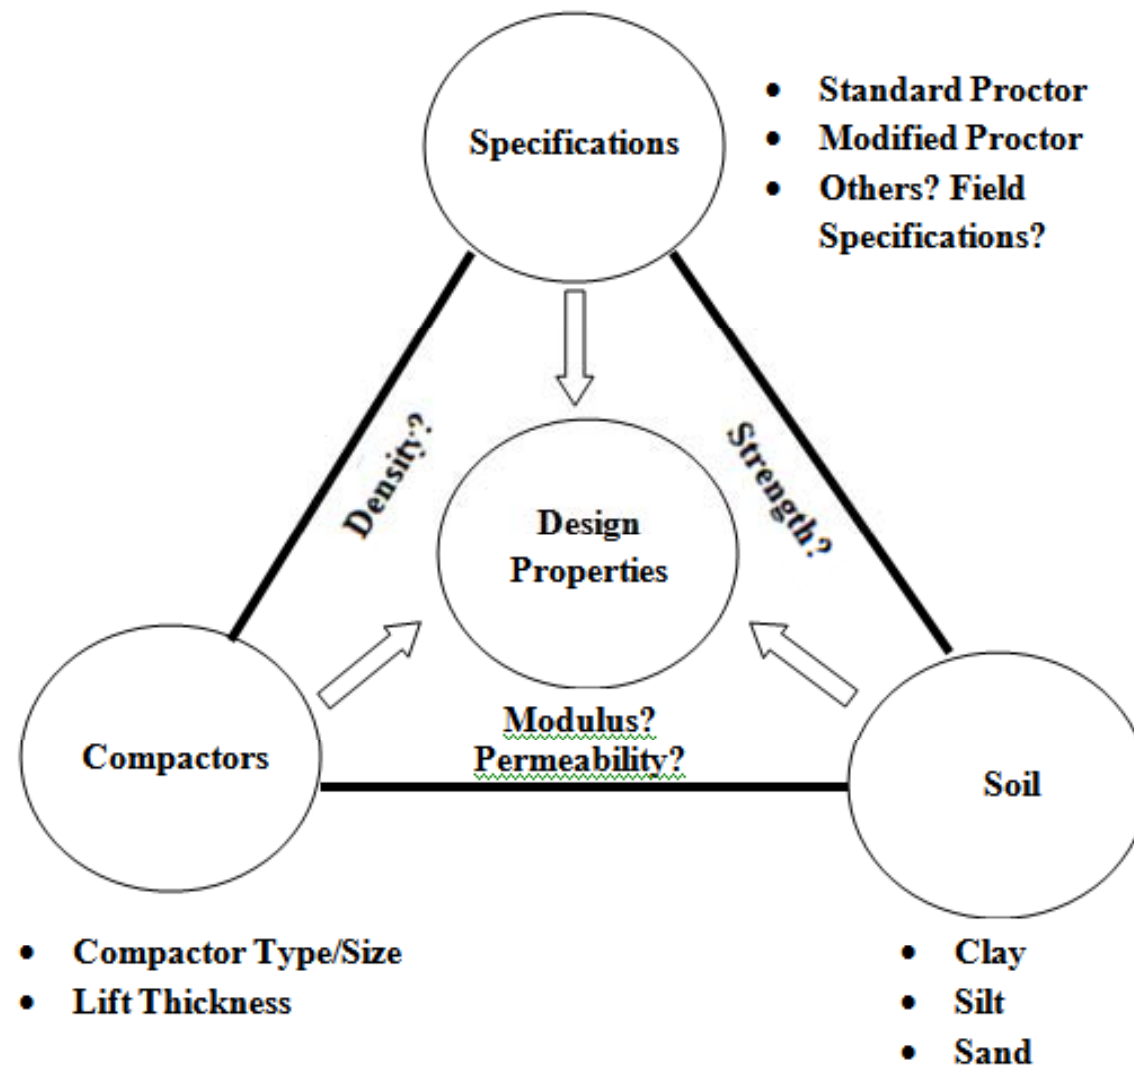 Specifications
• Standard Proctor
• Modified Proctor
• Others? Field
Specifications?
Density?
Strength?
Design
Properties
Modulus?
Permeability?
Compactors
Soil
• Compactor Type/Size
• Lift Thickness
• Clay
• Silt
• Sand